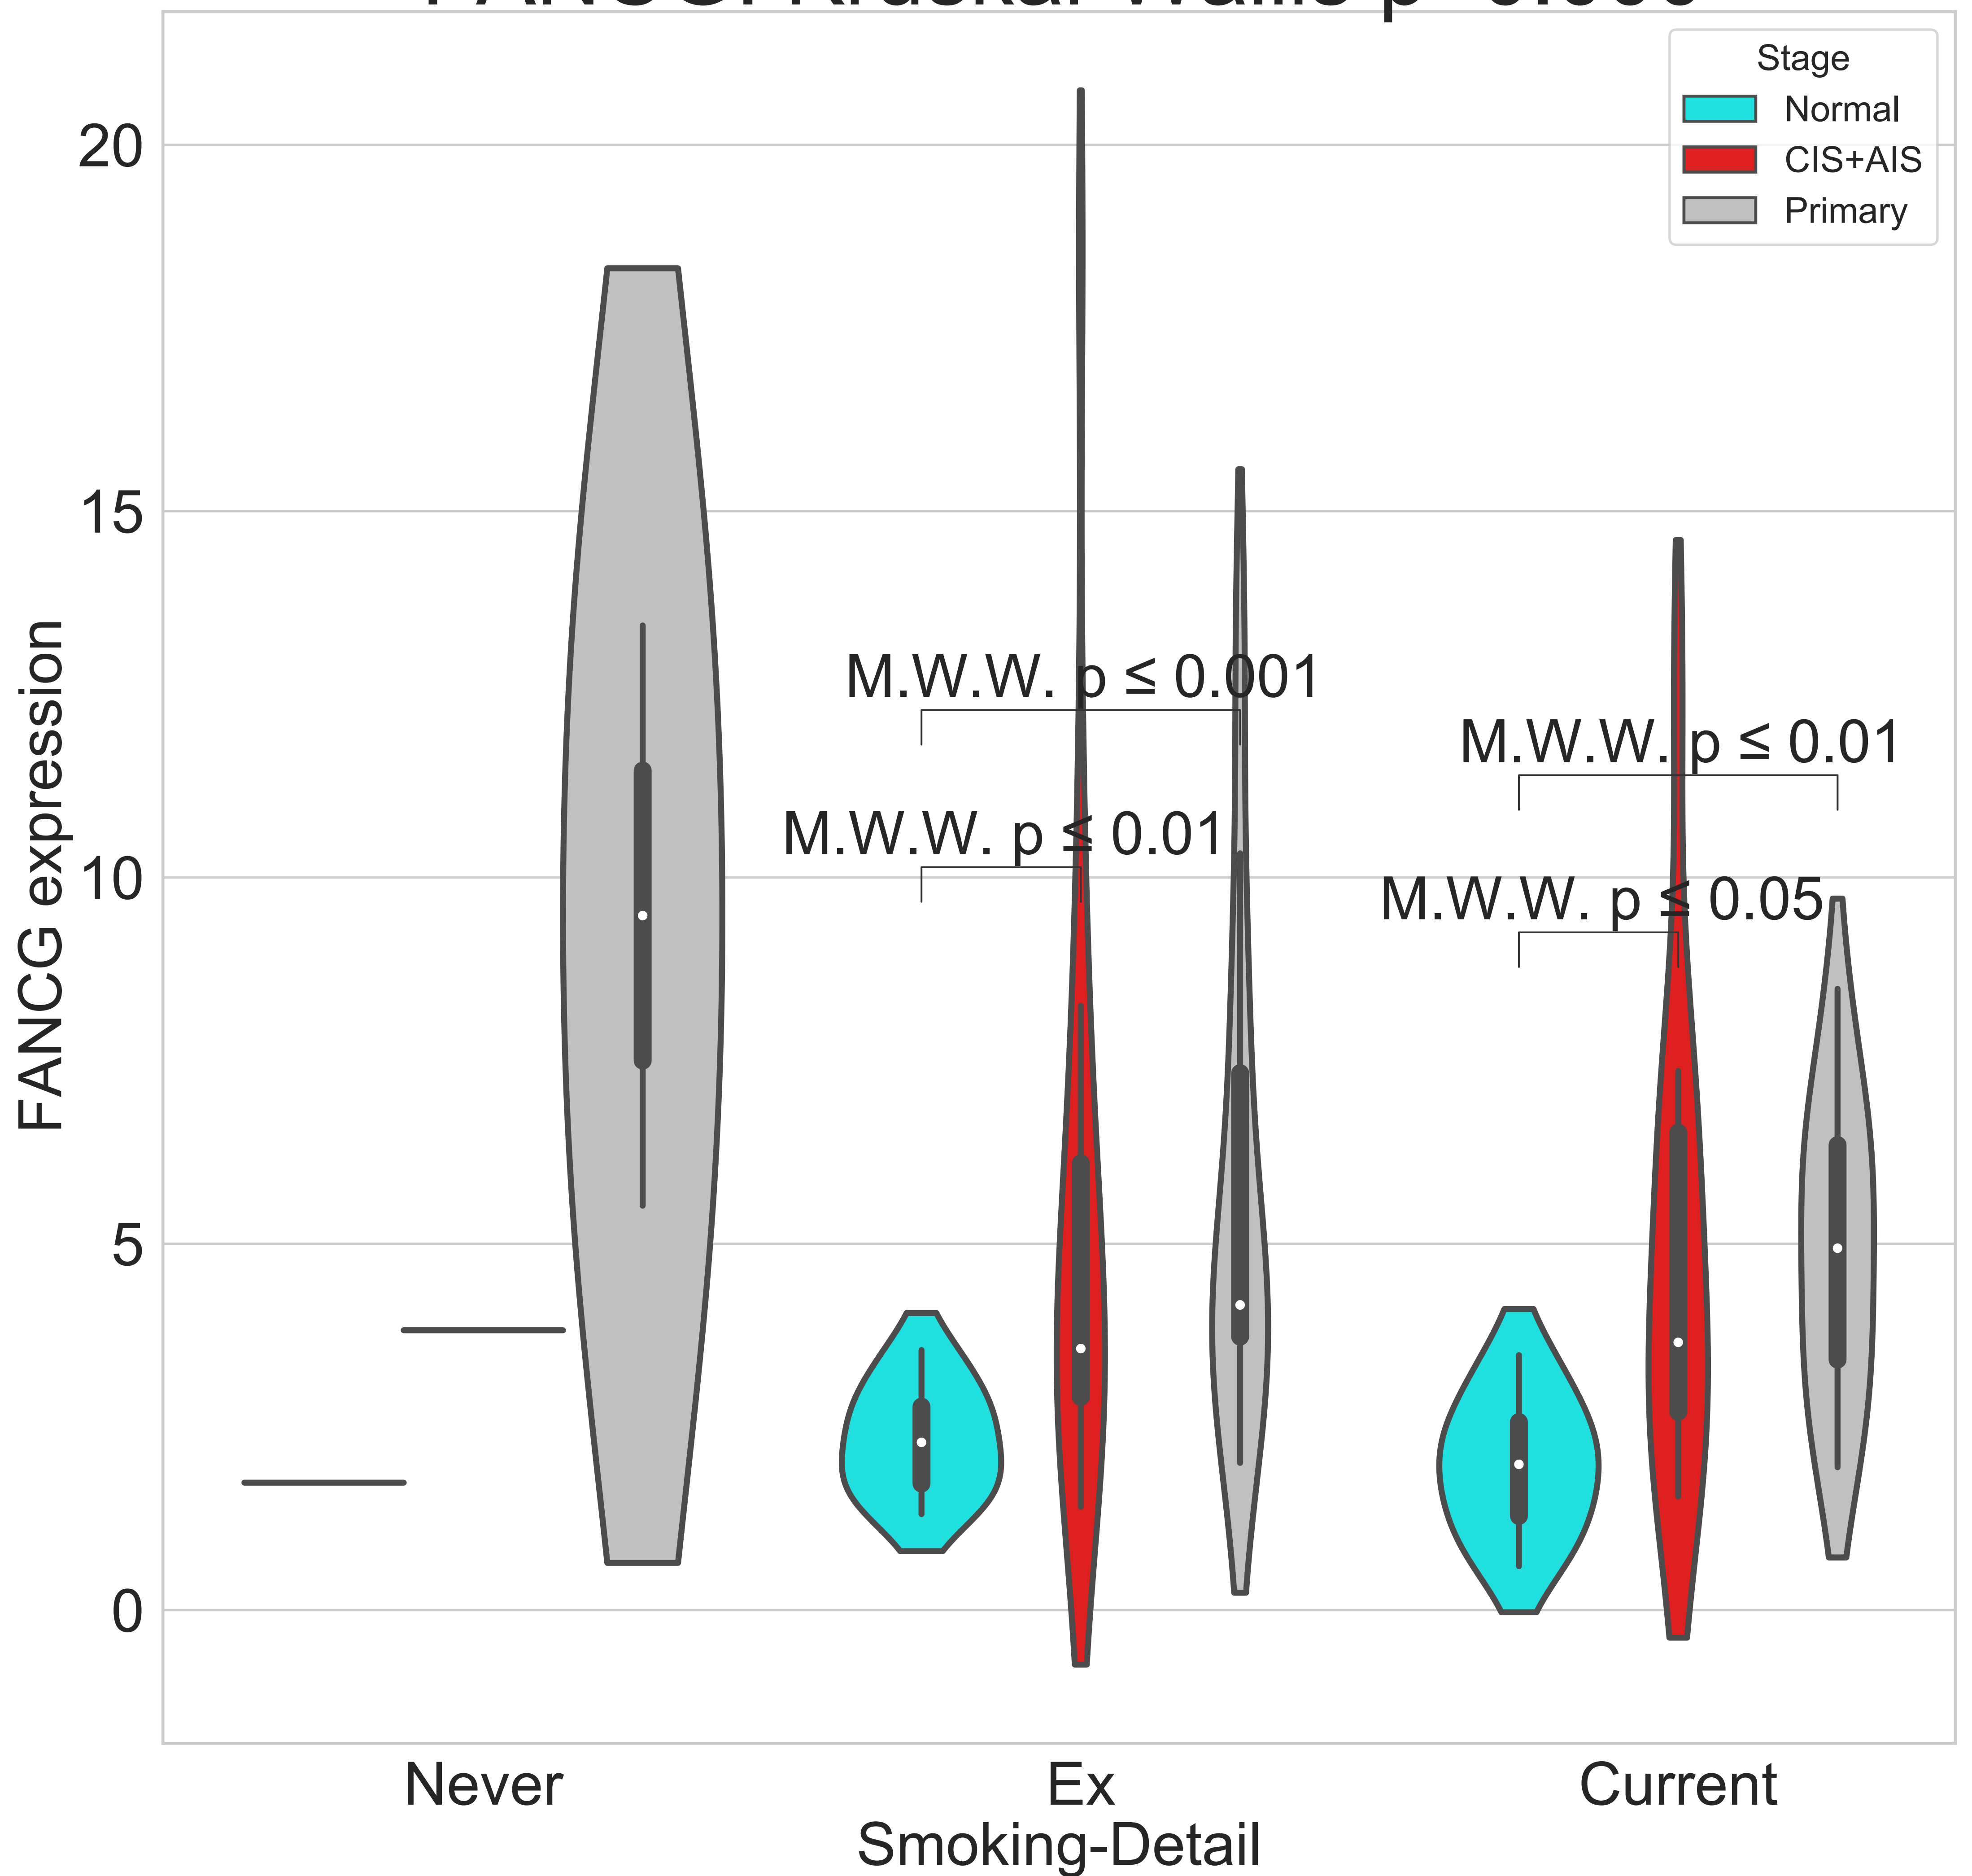 Stage
Normal
CIS+AIS
Primary
20
15
10
5
0
FANCG expression
M.W.W. p ≤ 0.001
M.W.W. p ≤ 0.01
M.W.W. p ≤ 0.01
M.W.W. p ≤ 0.05
Never
Ex
Current
Smoking-Detail